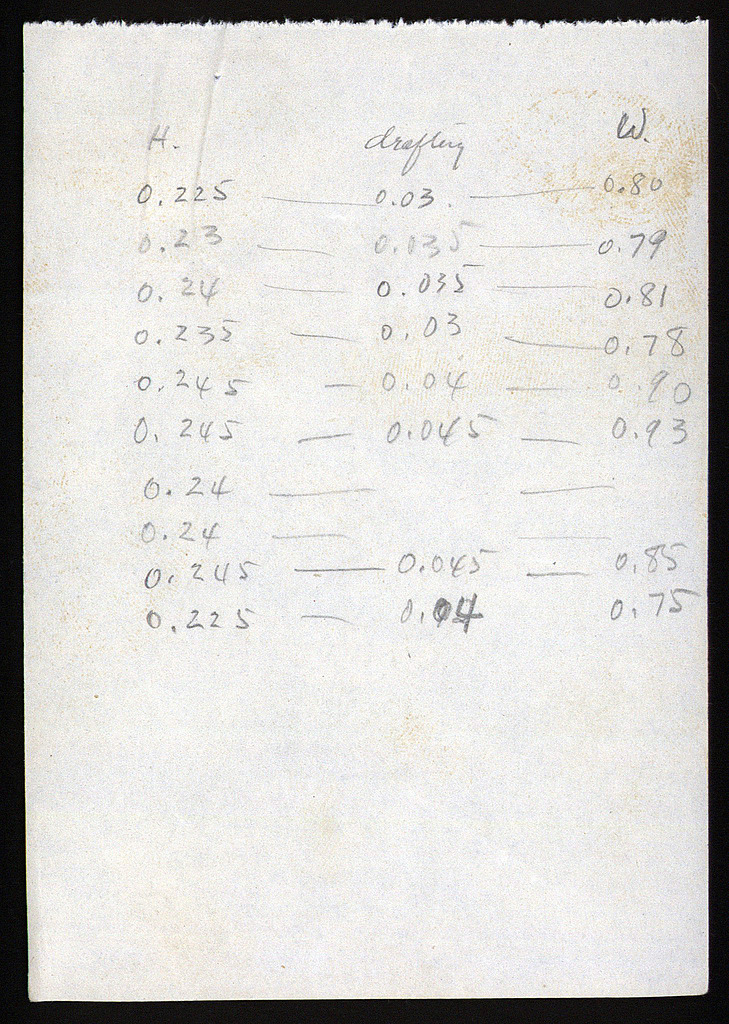 H. drafting W.
0.225 — 0.03. — 0.80
0.23 — 0.035 — 0.79
0.24 — 0.035 — 0.81
0.235 — 0.03 — 0.78
0.245 — 0.04 — 0.90
0.245 — 0.045 — 0.93
0.24 — —
0.24 — —
0.245 — 0.045 — 0.85
0.225 — 0.04 0.75